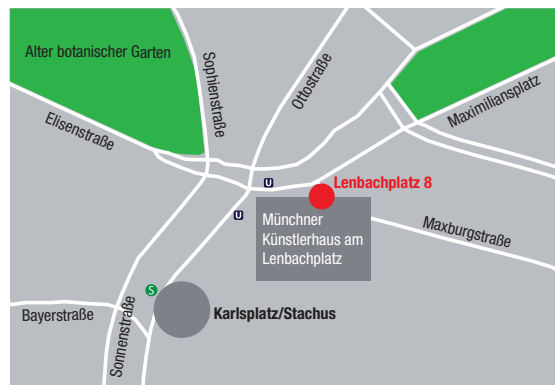 Alter botanischer Garten
Sophienstraße
Ottostraße
Maximiliansplatz
Elisenstraße
U
Lenbachplatz 8
U
Münchner
Künstlerhaus am
Lenbachplatz
Maxburgstraße
S
Bayerstraße
Sonnenstraße
Karlsplatz/Stachus